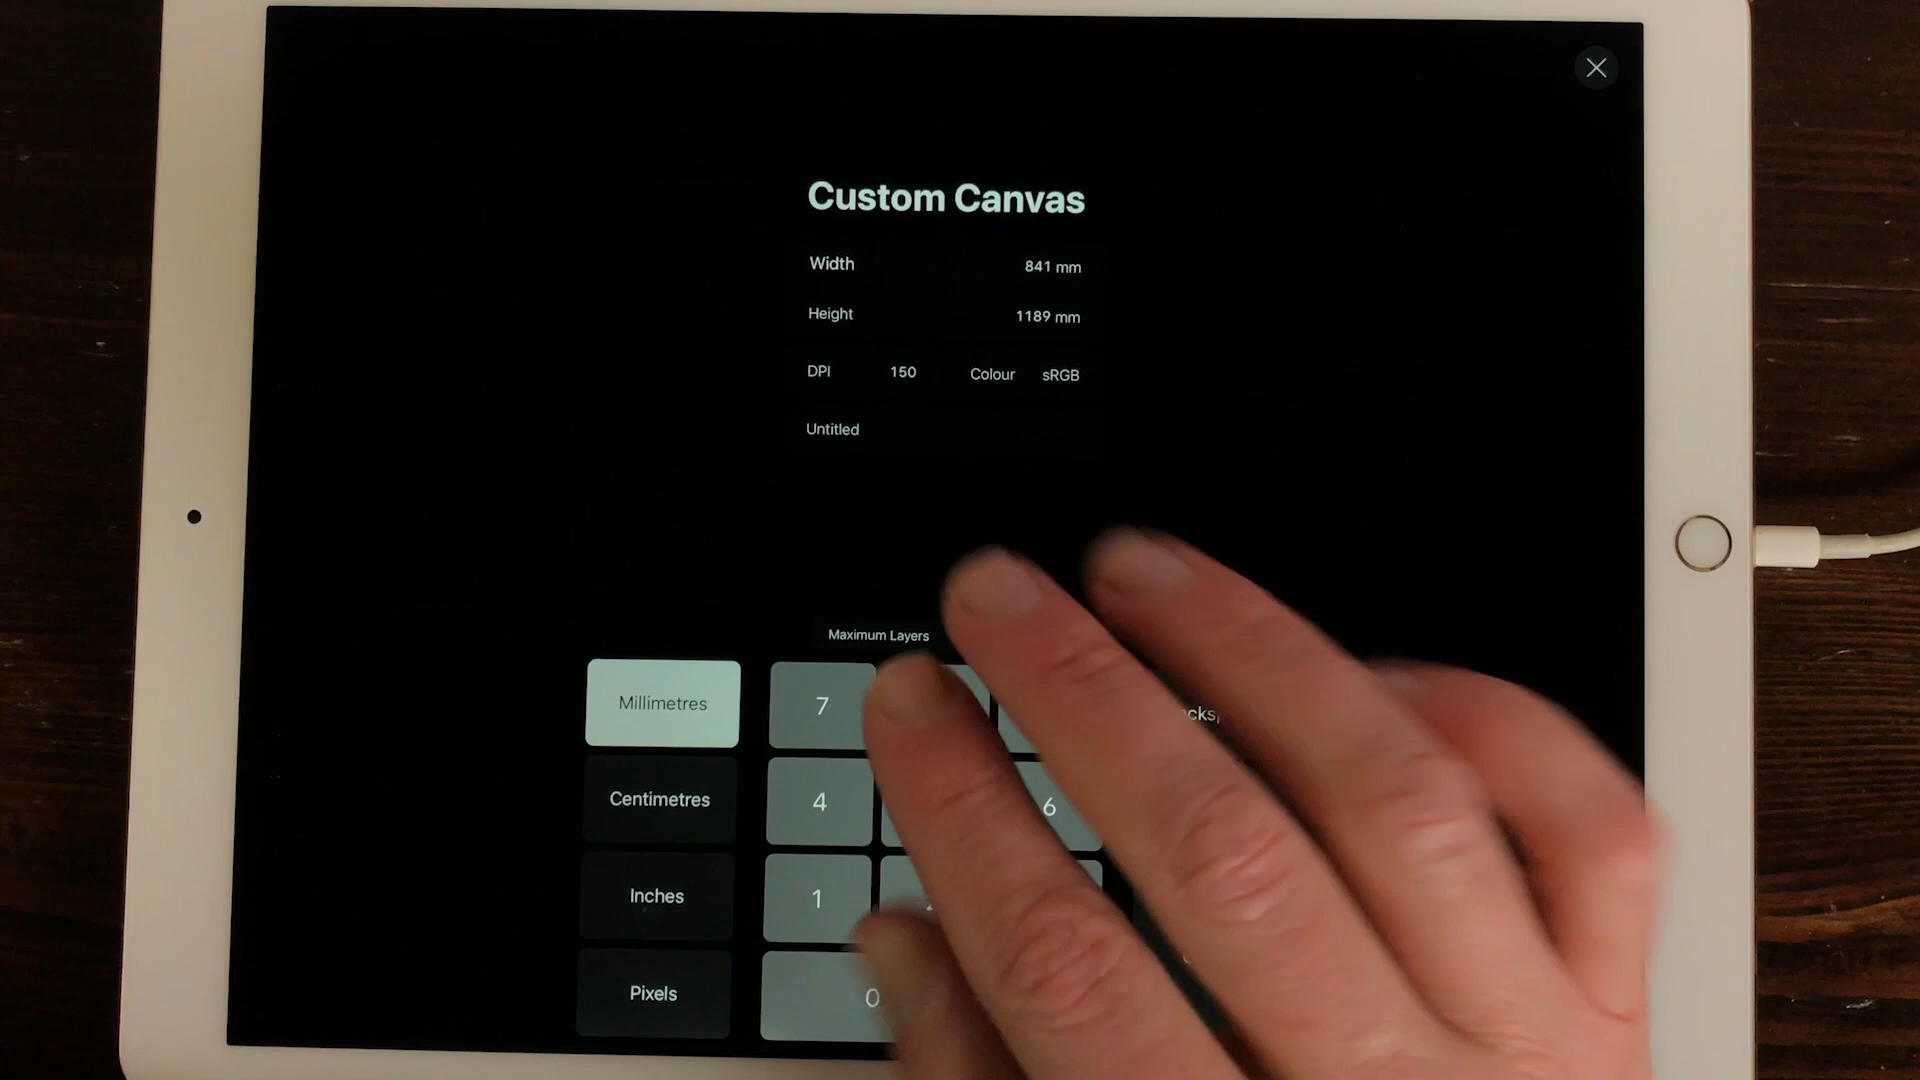 Custom Canvas
Width 841 mm
Height 1189 mm
DPI 150 Colour sRGB
Untitled
Maximum Layers
Millimetres 7
Centimetres 4 6
Inches 1
Pixels 0